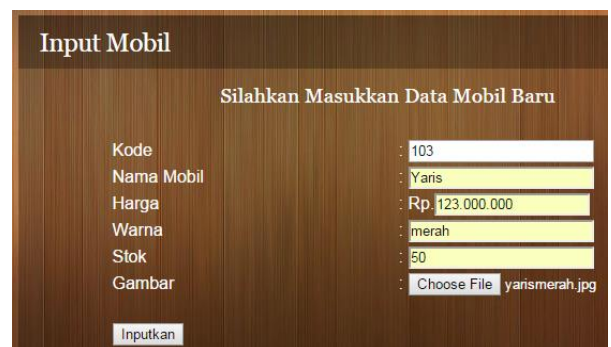 Input Mobil
Silahkan Masukkan Data Mobil Baru
Kode : 103
Nama Mobil : Yaris
Harga : Rp. 123.000.000
Warna : merah
Stok : 50
Gambar : Choose File yarismerah.jpg
Inputkan